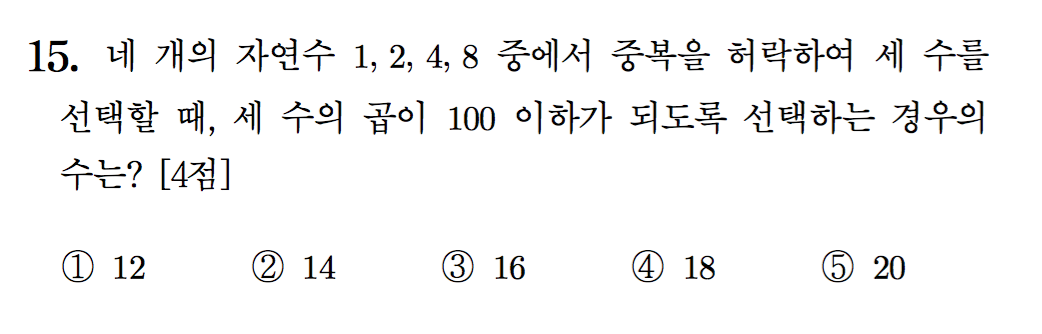 15. 네 개의 자연수 1, 2, 4, 8 중에서 중복을 허락하여 세 수를
선택할 때, 세 수의 곱이 100 이하가 되도록 선택하는 경우의
수는? [4점]
① 12 ② 14 ③ 16 ④ 18 ⑤ 20